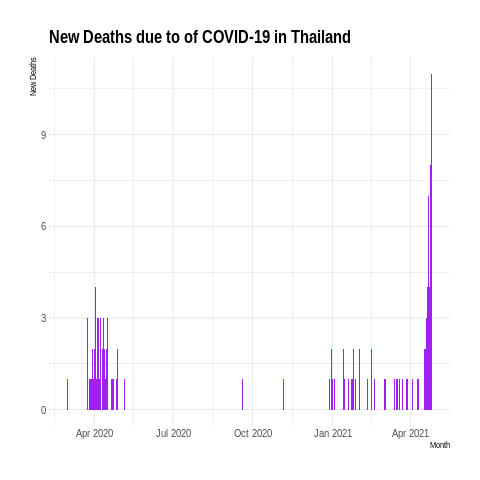 New Deaths due to of COVID-19 in Thailand
New Deaths
9
6
3
0
Apr 2020 Jul 2020 Oct 2020 Jan 2021 Apr 2021
Month